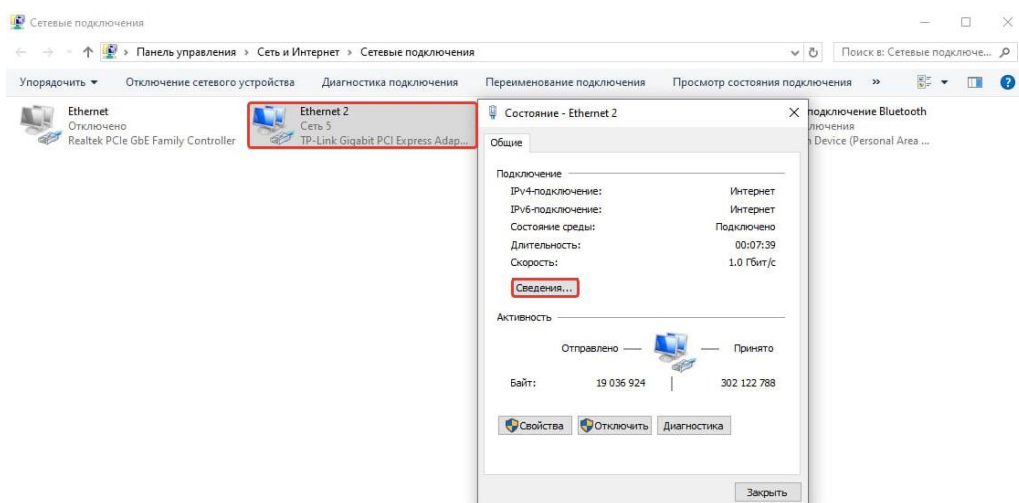 Сетевые подключения
Панель управления > Сеть и Интернет > Сетевые подключения
Поиск в: Сетевые подключе...
Упорядочить Отключение сетевого устройства Диагностика подключения Переименование подключения Просмотр состояния подключения »
Ethernet
Отключено
Realtek PCIe GbE Family Controller
Ethernet 2
Сеть 5
TP-Link Gigabit PCI Express Adap...
подключение Bluetooth
Device (Personal Area ...
Состояние - Ethernet 2
Общие
Подключение
IPv4-подключение: Интернет
IPv6-подключение: Интернет
Состояние среды: Подключено
Длительность: 00:07:39
Скорость: 1.0 Гбит/с
Сведения...
Активность
Отправлено — — Принято
Байт: 19 036 924 302 122 788
Свойства Отключить Диагностика
Закрыть